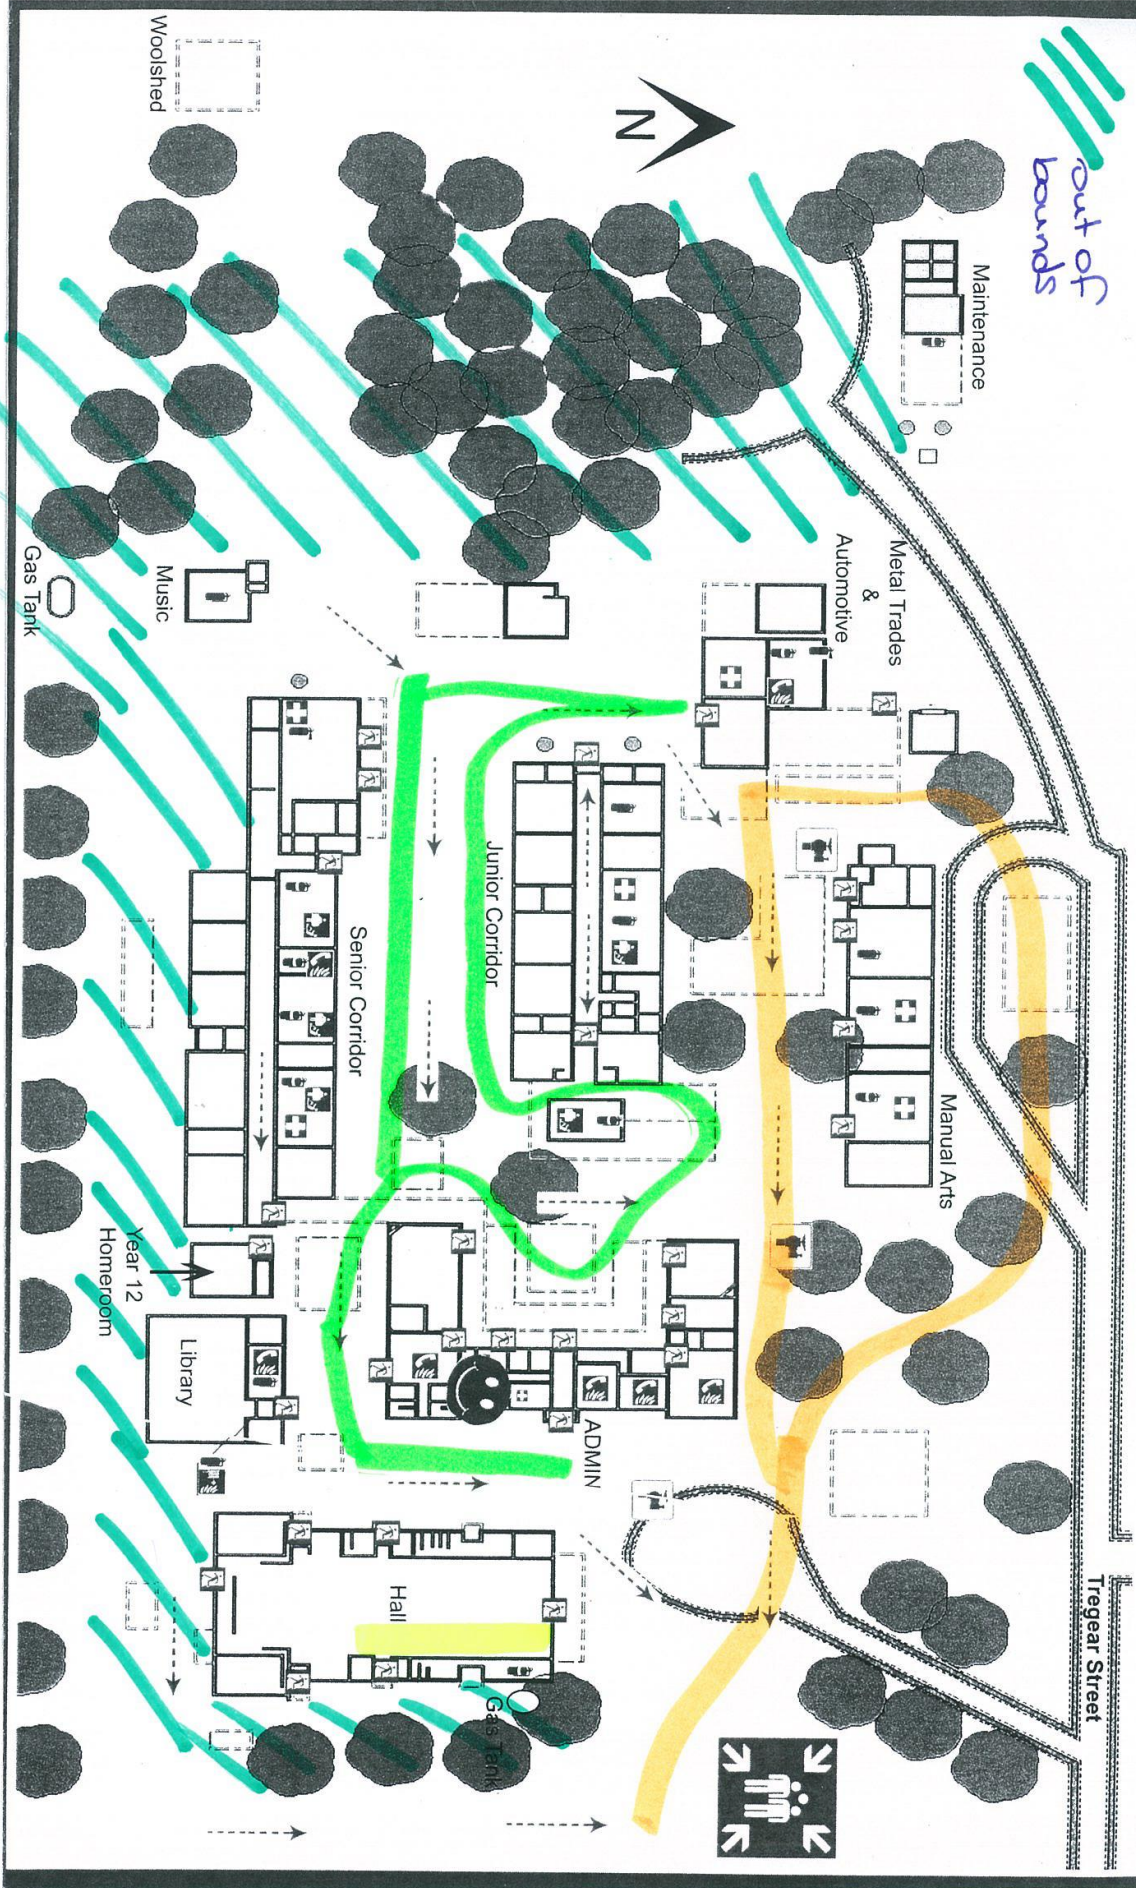 out of
bounds
Woolshed
N
Maintenance
Metal Trades
&
Automotive
Music
Gas Tank
Junior Corridor
Senior Corridor
Manual Arts
Year 12
Homeroom
Library
ADMIN
Hall
Gas Tank
Tregear Street